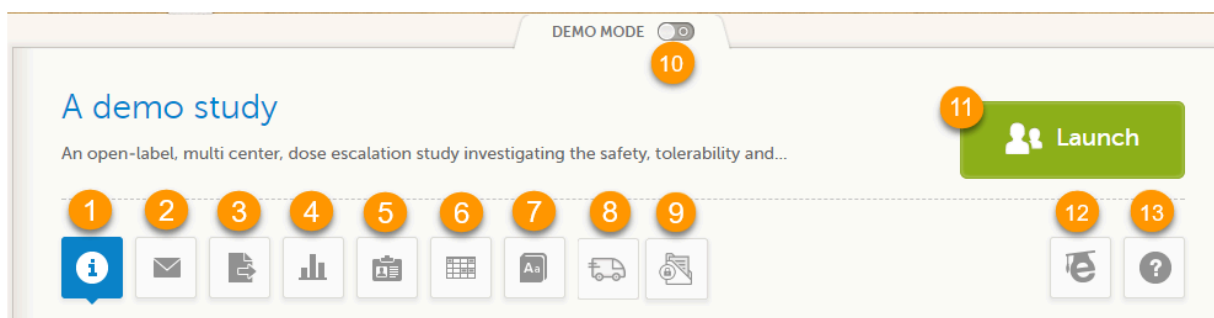 DEMO MODE
10
A demo study
11
Launch
An open-label, multi center, dose escalation study investigating the safety, tolerability and...
1 2 3 4 5 6 7 8 9 12 13
i Aa e ?